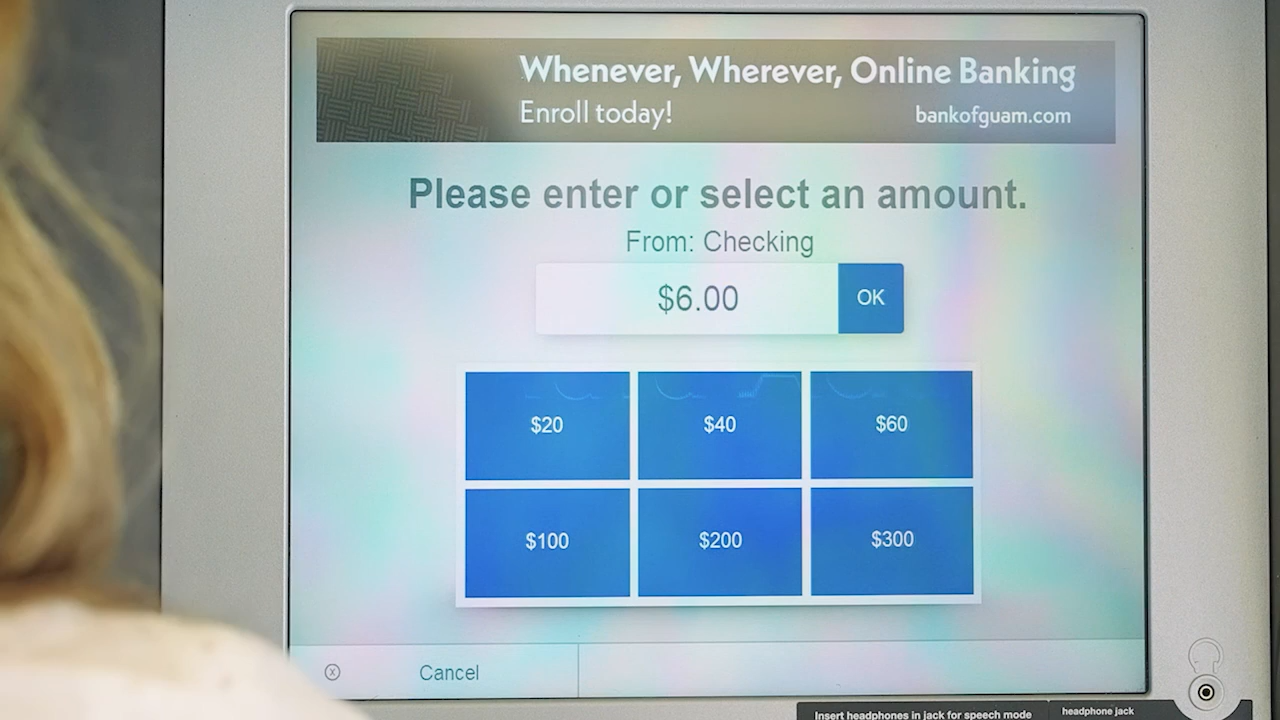 Whenever, Wherever, Online Banking
Enroll today!
bankofguam.com
Please enter or select an amount.
From: Checking
$6.00
OK
$20
$40
$60
$100
$200
$300
Cancel
Insert headphones in jack for speech mode
headphone jack